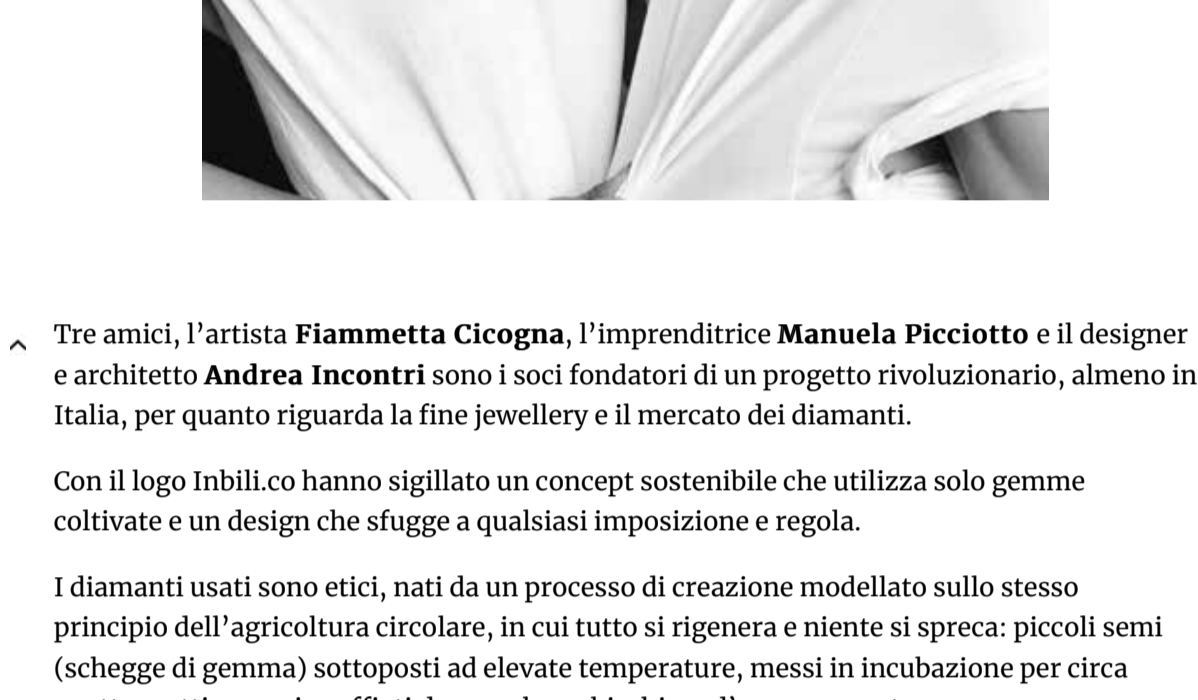 Tre amici, l’artista Fiammetta Cicogna, l’imprenditrice Manuela Picciotto e il designer
e architetto Andrea Incontri sono i soci fondatori di un progetto rivoluzionario, almeno in
Italia, per quanto riguarda la fine jewellery e il mercato dei diamanti.
Con il logo Inbili.co hanno sigillato un concept sostenibile che utilizza solo gemme
coltivate e un design che sfugge a qualsiasi imposizione e regola.
I diamanti usati sono etici, nati da un processo di creazione modellato sullo stesso
principio dell’agricoltura circolare, in cui tutto si rigenera e niente si spreca: piccoli semi
(schegge di gemma) sottoposti ad elevate temperature, messi in incubazione per circa